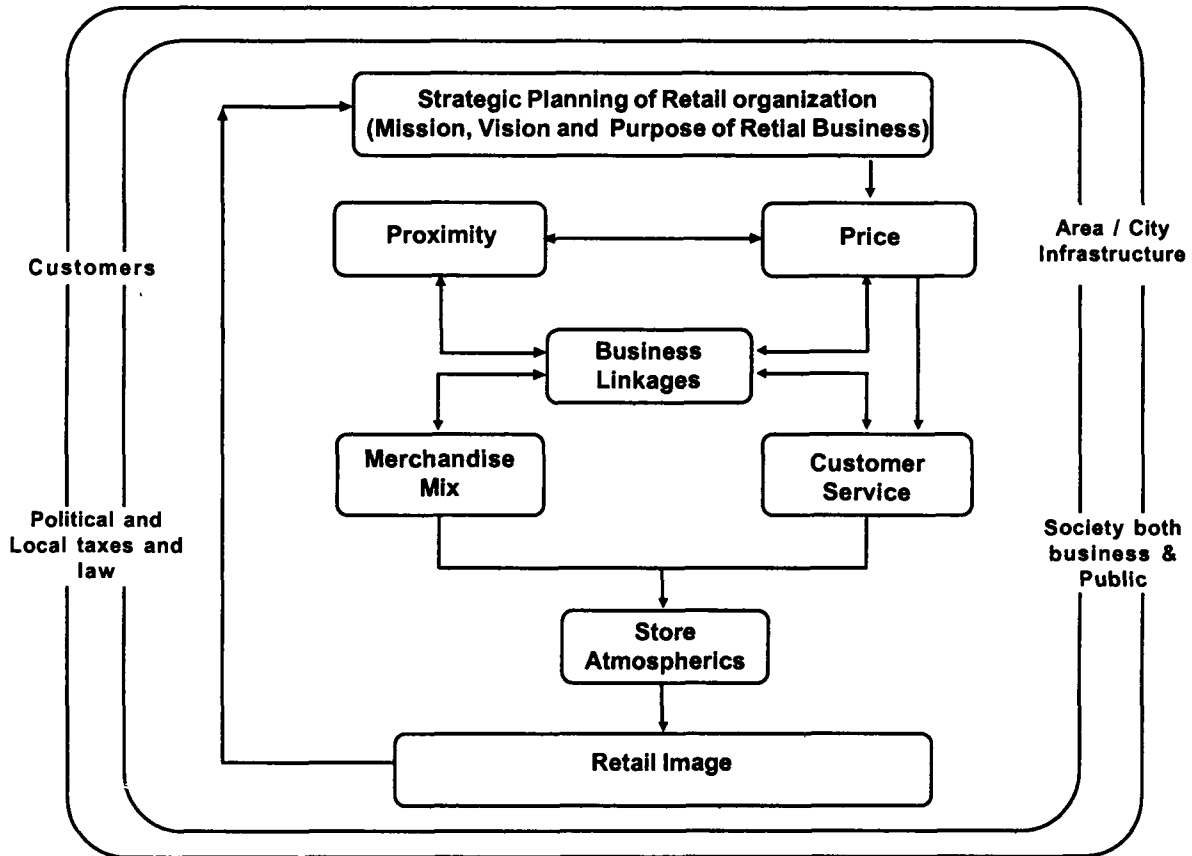 Strategic Planning of Retail organization
(Mission, Vision and Purpose of Retial Business)
Proximity
Price
Area / City
Infrastructure
Customers
Business
Linkages
Merchandise
Mix
Customer
Service
Political and
Local taxes and
law
Society both
business &
Public
Store
Atmospherics
Retail Image